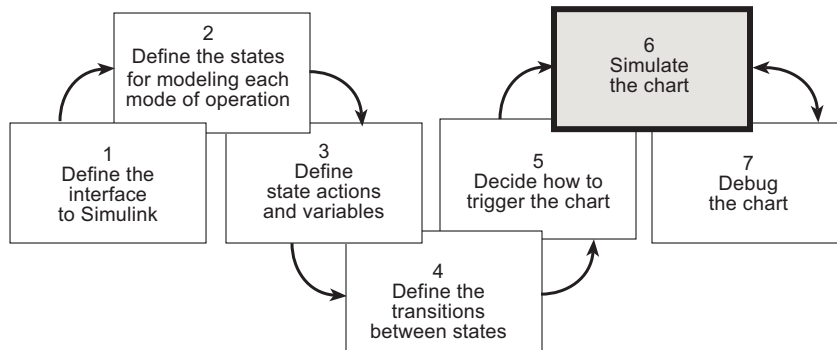 1
Define the
interface
to Simulink
2
Define the states
for modeling each
mode of operation
3
Define
state actions
and variables
4
Define the
transitions
between states
5
Decide how to
trigger the chart
6
Simulate
the chart
7
Debug
the chart